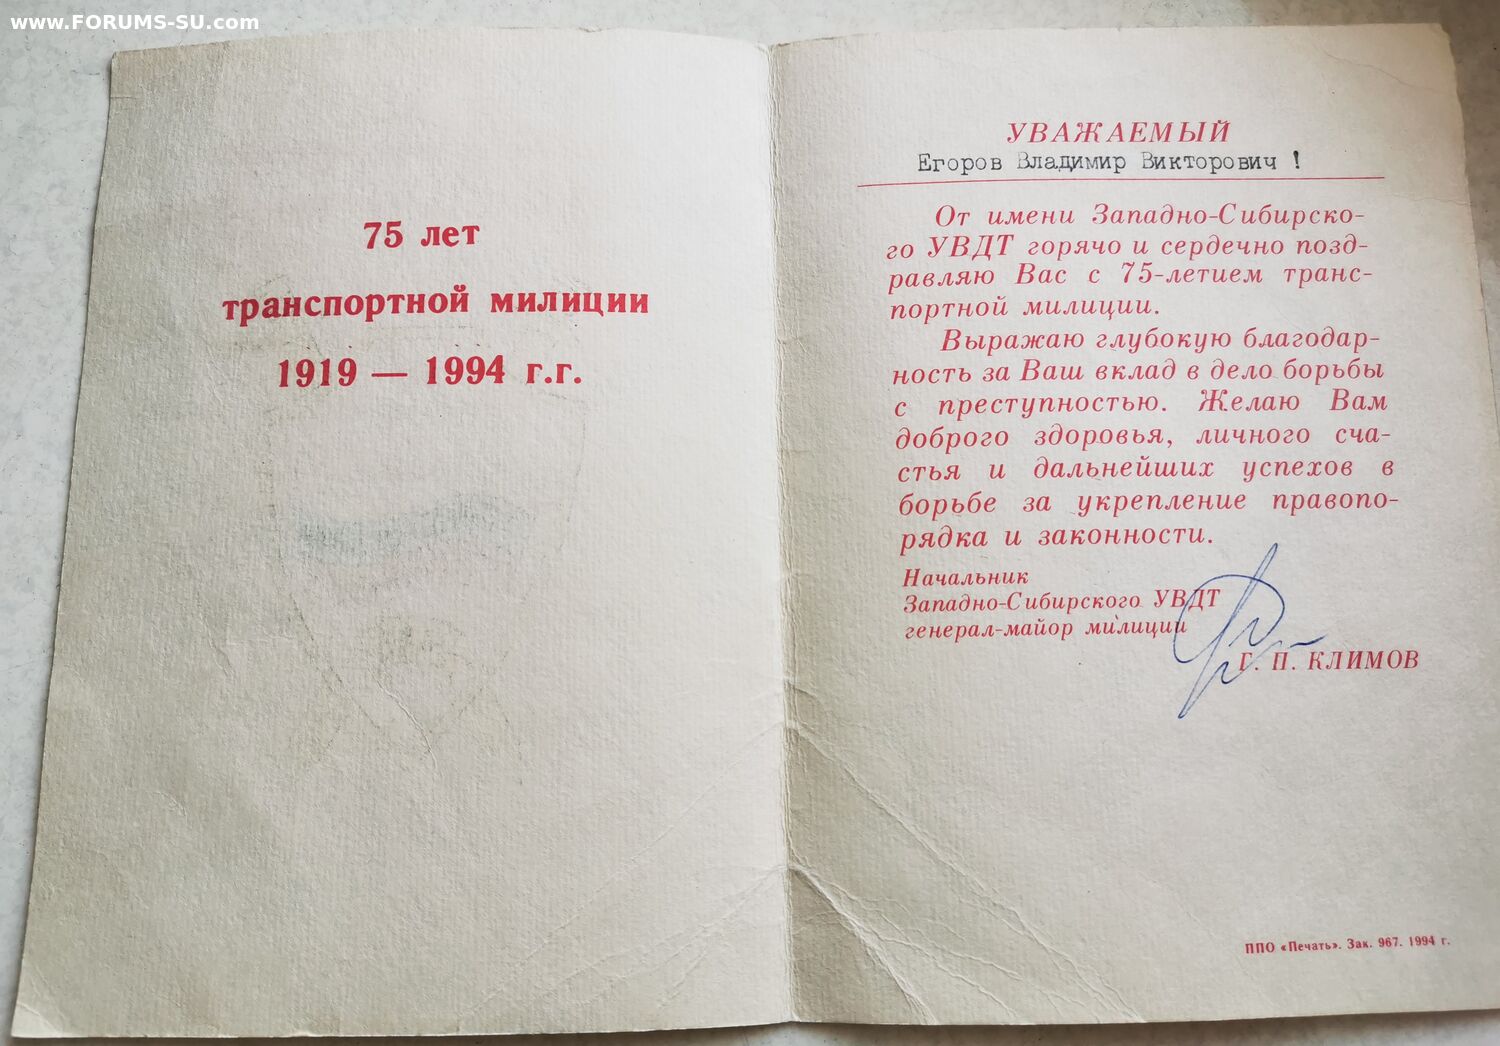 www.FORUMS-SU.com
75 лет
транспортной милиции
1919 — 1994 г.г.
УВАЖАЕМЫЙ
Егоров Владимир Викторович !
От имени Западно-Сибирско-
го УВДТ горячо и сердечно позд-
равляю Вас с 75-летием транс-
портной милиции.
Выражаю глубокую благодар-
ность за Ваш вклад в дело борьбы
с преступностью. Желаю Вам
доброго здоровья, личного сча-
стья и дальнейших успехов в
борьбе за укрепление правопо-
рядка и законности.
Начальник
Западно-Сибирского УВДТ
генерал-майор милиции
Г. П. КЛИМОВ
ППО «Печать». Зак. 967. 1994 г.